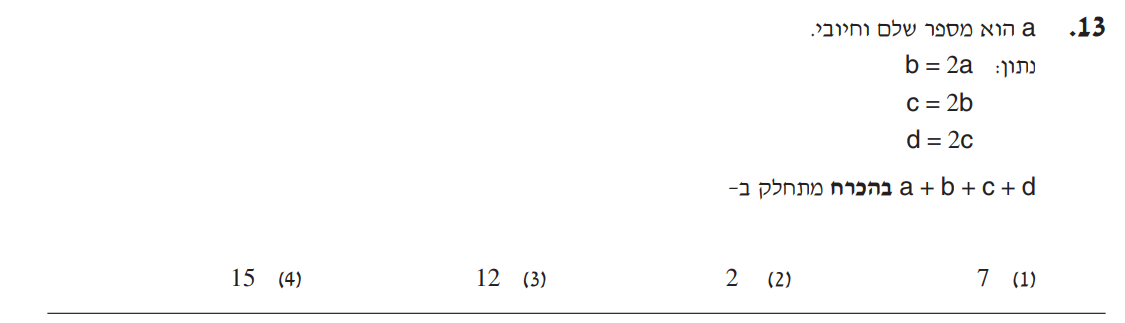 .13 a הוא מספר שלם וחיובי.
נתון: b = 2a
c = 2b
d = 2c
a + b + c + d בהכרח מתחלק ב-
(1) 7 (2) 2 (3) 12 (4) 15